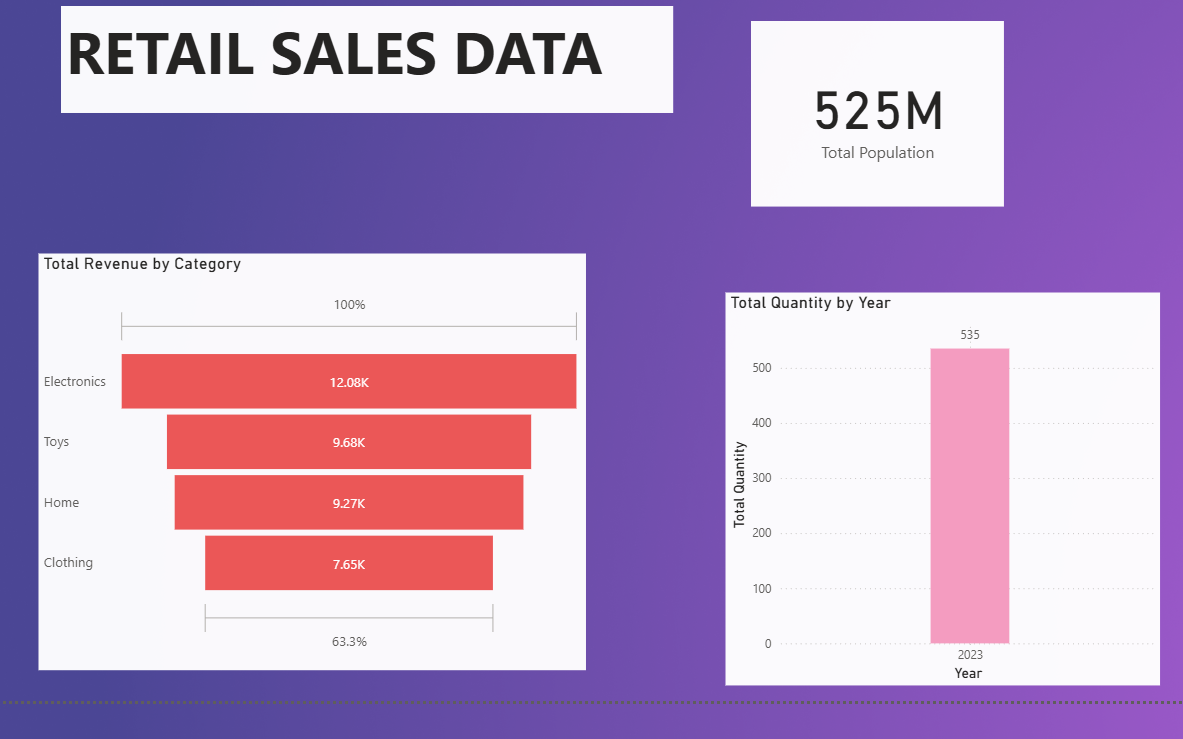 RETAIL SALES DATA
525M
Total Population
Total Revenue by Category
100%
Electronics 12.08K
Toys 9.68K
Home 9.27K
Clothing 7.65K
63.3%
Total Quantity by Year
535
500
400
300
200
100
0
Total Quantity
2023
Year